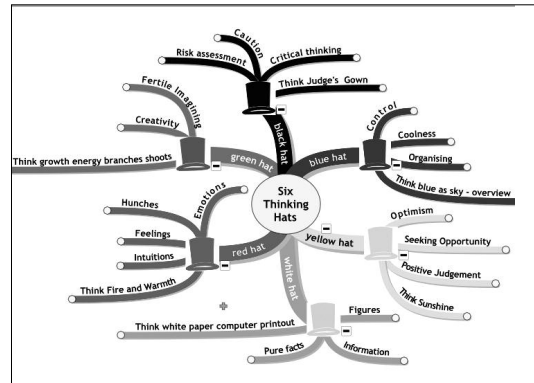 Six
Thinking
Hats
black hat
Risk assessment
Caution
Critical thinking
Think Judge's Gown
blue hat
Control
Coolness
Organising
Think blue as sky - overview
yellow hat
Optimism
Seeking Opportunity
Positive Judgement
Think Sunshine
white hat
Figures
Information
Pure facts
Think white paper computer printout
red hat
Emotions
Hunches
Feelings
Intuitions
Think Fire and Warmth
green hat
Fertile Imagining
Creativity
Think growth energy branches shoots